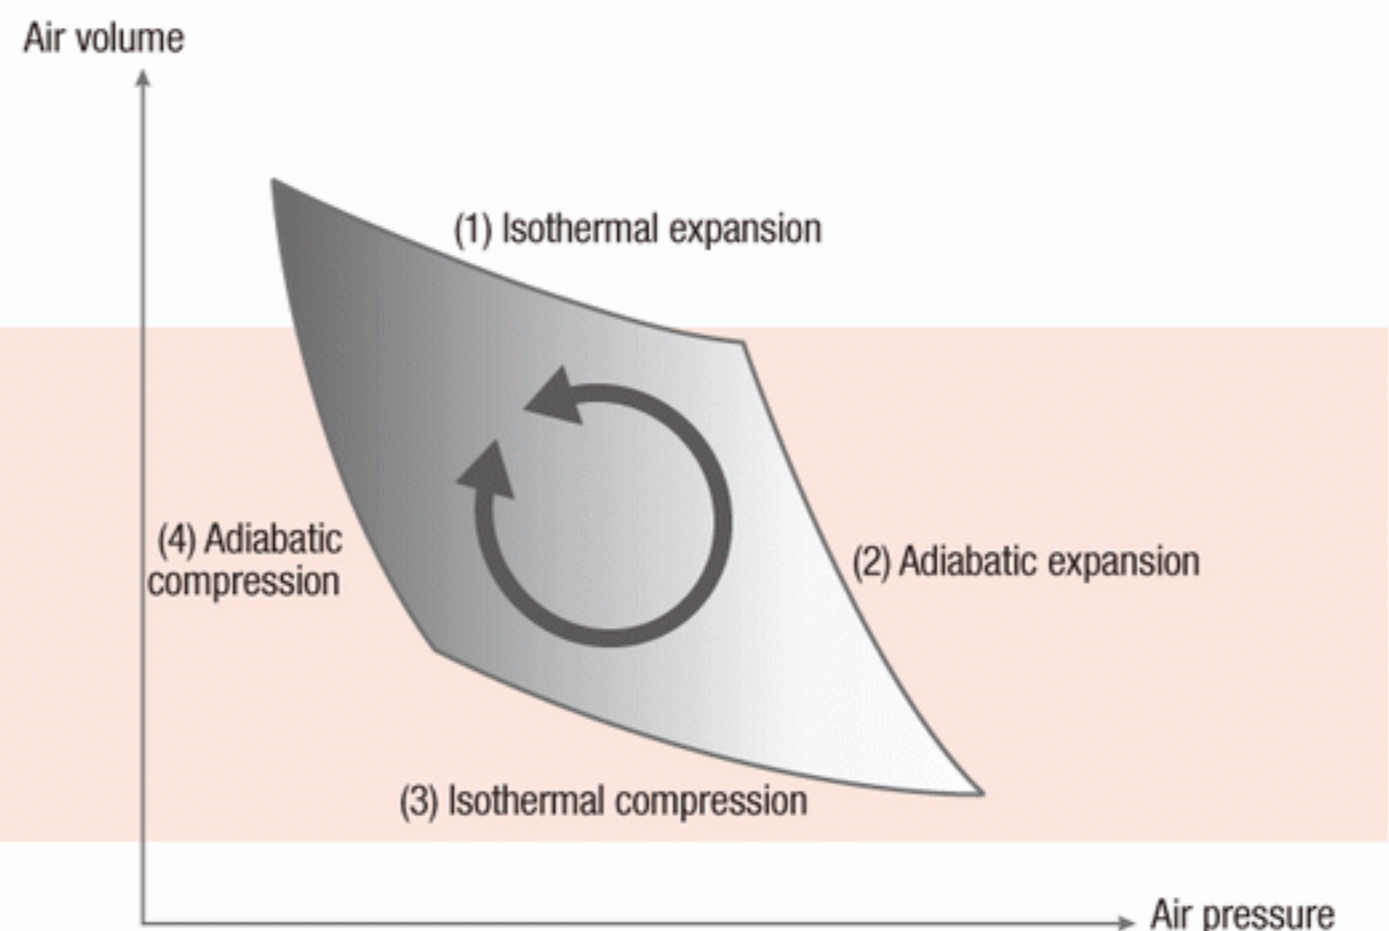 Air volume
(1) Isothermal expansion
(4) Adiabatic
compression
(2) Adiabatic expansion
(3) Isothermal compression
Air pressure